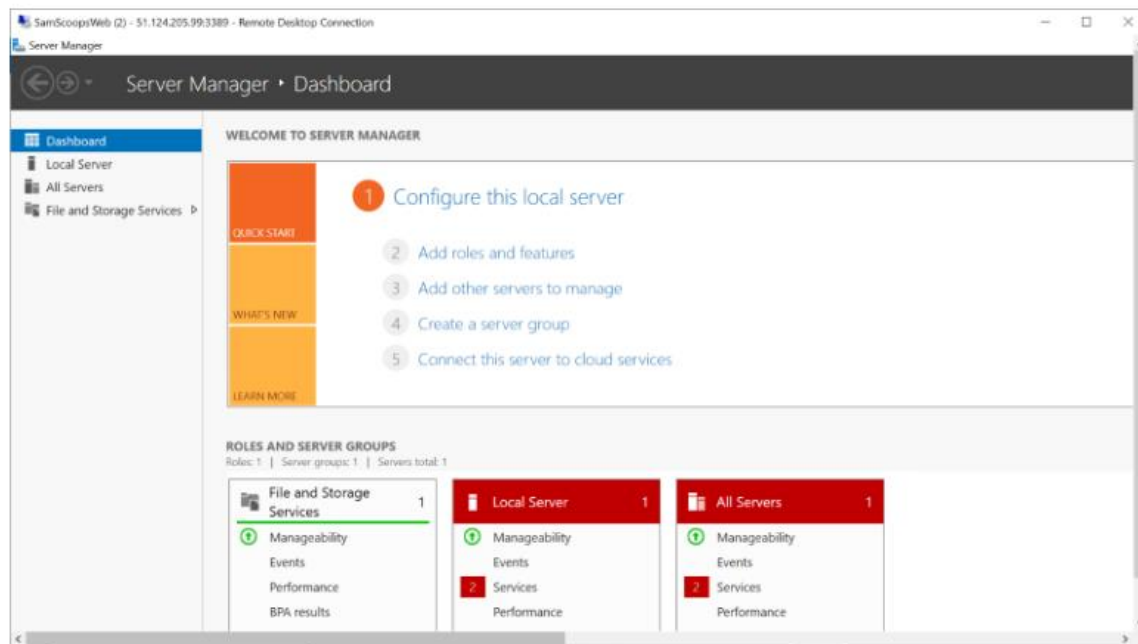 SamScoopsWeb (2) - 51.124.205.99:3389 - Remote Desktop Connection
Server Manager
Server Manager • Dashboard
Dashboard
Local Server
All Servers
File and Storage Services
WELCOME TO SERVER MANAGER
QUICK START
WHAT'S NEW
LEARN MORE
1 Configure this local server
2 Add roles and features
3 Add other servers to manage
4 Create a server group
5 Connect this server to cloud services
ROLES AND SERVER GROUPS
Roles: 1 | Server groups: 1 | Servers total: 1
File and Storage Services 1
Manageability
Events
Performance
BPA results
Local Server 1
Manageability
Events
2 Services
Performance
All Servers 1
Manageability
Events
2 Services
Performance